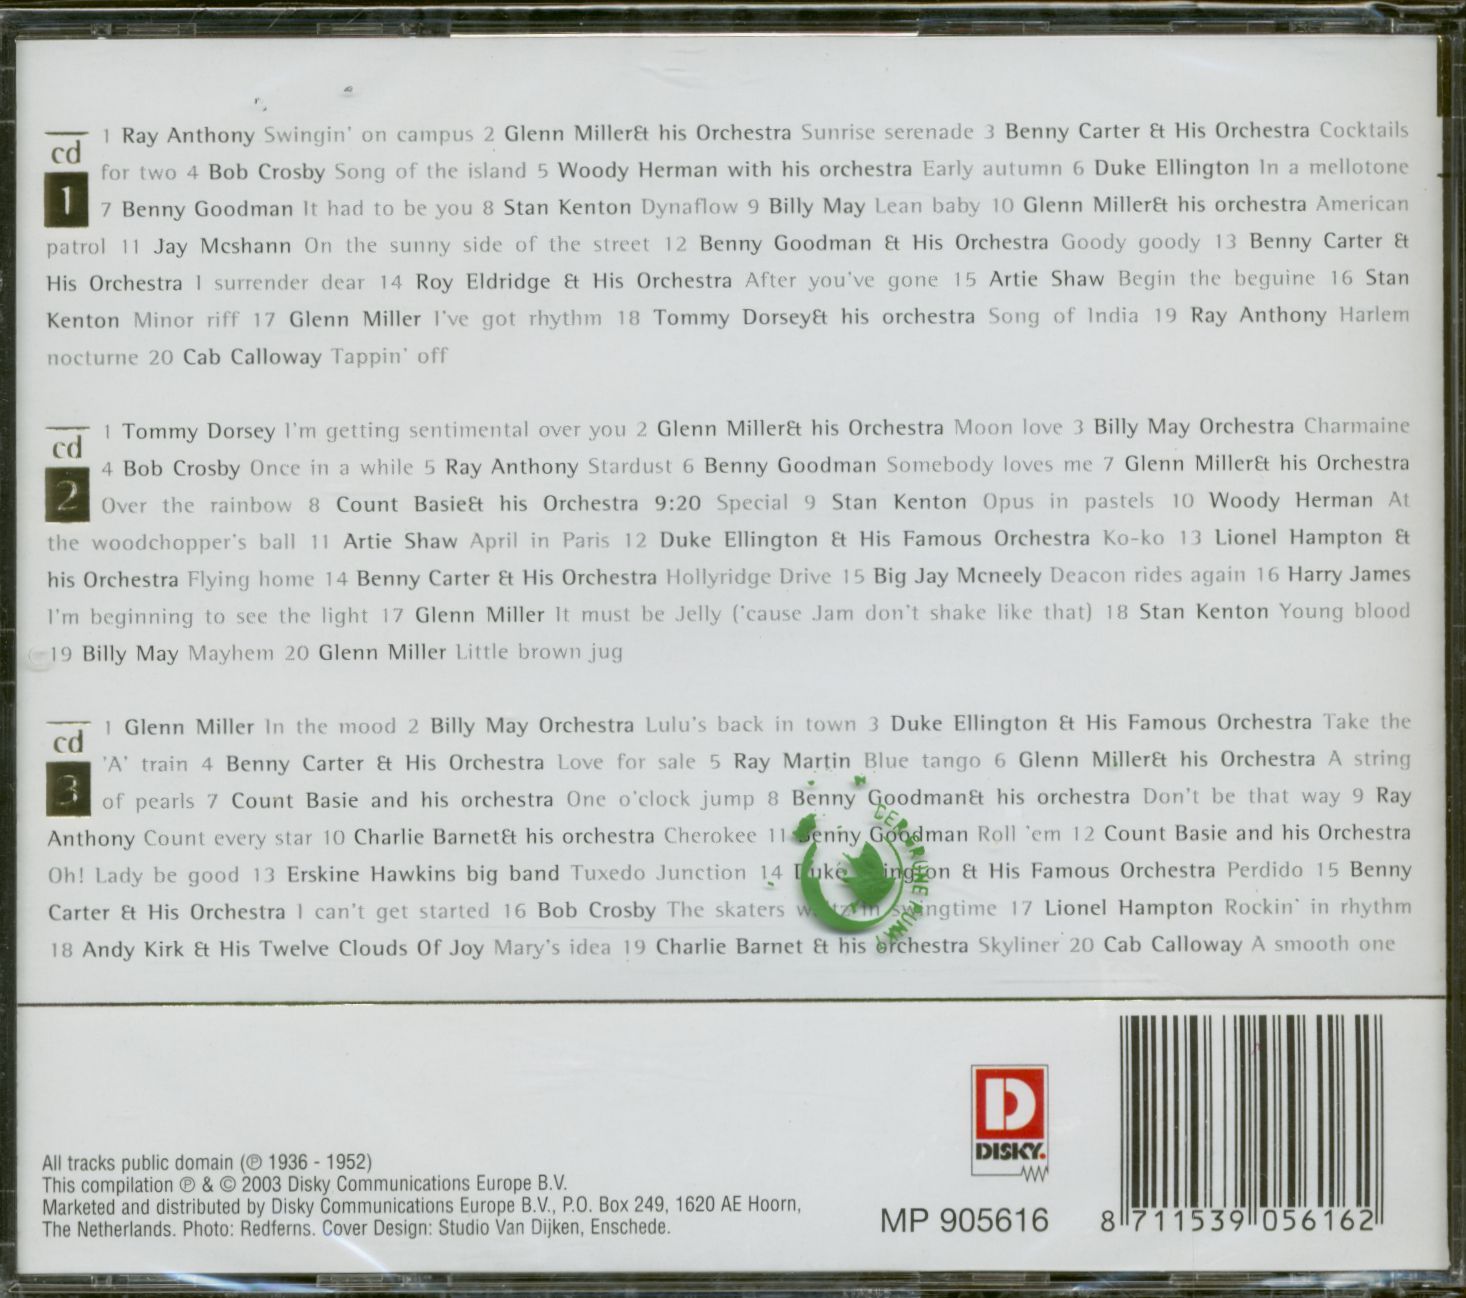 cd 1
1 Ray Anthony Swingin' on campus 2 Glenn Miller& his Orchestra Sunrise serenade 3 Benny Carter & His Orchestra Cocktails
for two 4 Bob Crosby Song of the island 5 Woody Herman with his orchestra Early autumn 6 Duke Ellington In a mellotone
7 Benny Goodman It had to be you 8 Stan Kenton Dynaflow 9 Billy May Lean baby 10 Glenn Miller& his orchestra American
patrol 11 Jay Mcshann On the sunny side of the street 12 Benny Goodman & His Orchestra Goody goody 13 Benny Carter &
His Orchestra I surrender dear 14 Roy Eldridge & His Orchestra After you've gone 15 Artie Shaw Begin the beguine 16 Stan
Kenton Minor riff 17 Glenn Miller I've got rhythm 18 Tommy Dorsey& his orchestra Song of India 19 Ray Anthony Harlem
nocturne 20 Cab Calloway Tappin' off
cd 2
1 Tommy Dorsey I'm getting sentimental over you 2 Glenn Miller& his Orchestra Moon love 3 Billy May Orchestra Charmaine
4 Bob Crosby Once in a while 5 Ray Anthony Stardust 6 Benny Goodman Somebody loves me 7 Glenn Miller& his Orchestra
Over the rainbow 8 Count Basie& his Orchestra 9:20 Special 9 Stan Kenton Opus in pastels 10 Woody Herman At
the woodchopper's ball 11 Artie Shaw April in Paris 12 Duke Ellington & His Famous Orchestra Ko-ko 13 Lionel Hampton &
his Orchestra Flying home 14 Benny Carter & His Orchestra Hollyridge Drive 15 Big Jay Mcneely Deacon rides again 16 Harry James
I'm beginning to see the light 17 Glenn Miller It must be Jelly ('cause Jam don't shake like that) 18 Stan Kenton Young blood
19 Billy May Mayhem 20 Glenn Miller Little brown jug
cd 3
1 Glenn Miller In the mood 2 Billy May Orchestra Lulu's back in town 3 Duke Ellington & His Famous Orchestra Take the
'A' train 4 Benny Carter & His Orchestra Love for sale 5 Ray Martin Blue tango 6 Glenn Miller& his Orchestra A string
of pearls 7 Count Basie and his orchestra One o'clock jump 8 Benny Goodman& his orchestra Don't be that way 9 Ray
Anthony Count every star 10 Charlie Barnet& his orchestra Cherokee 11 Benny Goodman Roll 'em 12 Count Basie and his Orchestra
Oh! Lady be good 13 Erskine Hawkins big band Tuxedo Junction 14 Duke Ellington & His Famous Orchestra Perdido 15 Benny
Carter & His Orchestra I can't get started 16 Bob Crosby The skaters waltz in swingtime 17 Lionel Hampton Rockin' in rhythm
18 Andy Kirk & His Twelve Clouds Of Joy Mary's idea 19 Charlie Barnet & his orchestra Skyliner 20 Cab Calloway A smooth one
DER GRÜNE PUNKT
D
DISKY.
All tracks public domain (℗ 1936 - 1952)
This compilation ℗ & © 2003 Disky Communications Europe B.V.
Marketed and distributed by Disky Communications Europe B.V., P.O. Box 249, 1620 AE Hoorn,
The Netherlands. Photo: Redferns. Cover Design: Studio Van Dijken, Enschede.
MP 905616
8 711539 056162